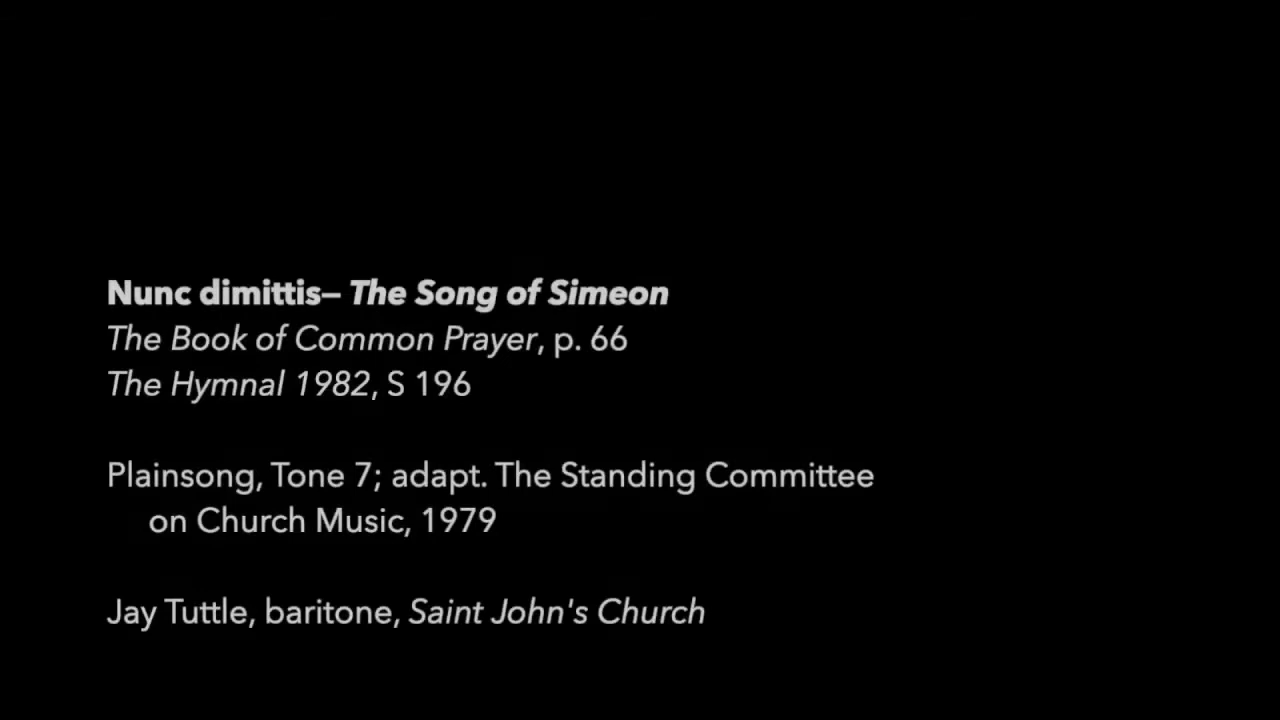 Nunc dimittis– The Song of Simeon
The Book of Common Prayer, p. 66
The Hymnal 1982, S 196
Plainsong, Tone 7; adapt. The Standing Committee
on Church Music, 1979
Jay Tuttle, baritone, Saint John's Church